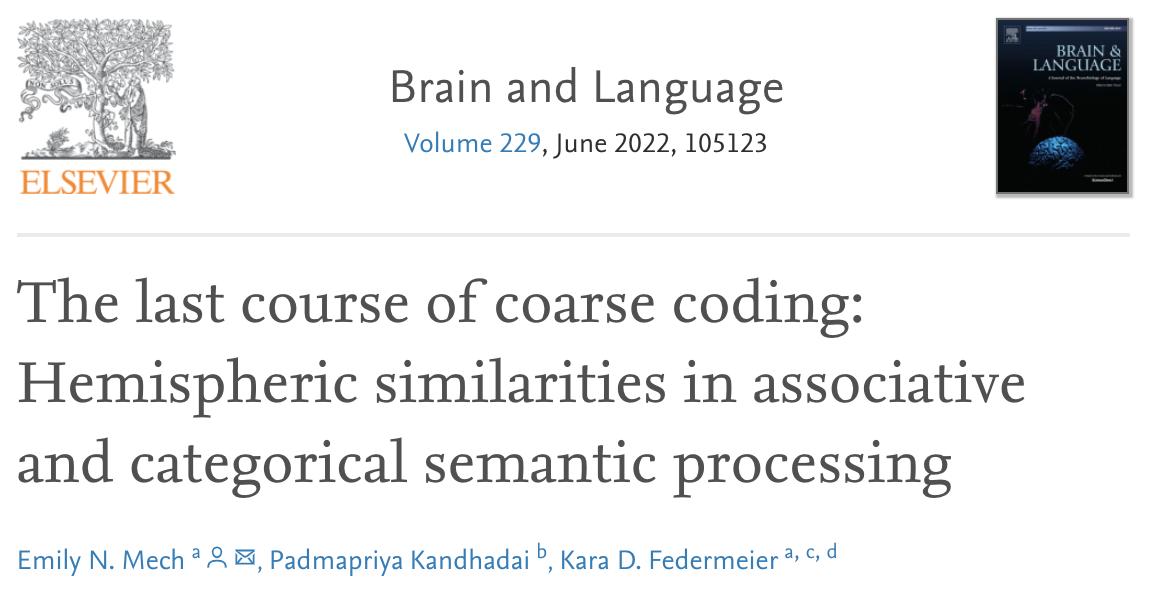 ELSEVIER
Brain and Language
Volume 229, June 2022, 105123
BRAIN &
LANGUAGE
The last course of coarse coding:
Hemispheric similarities in associative
and categorical semantic processing
Emily N. Mech a, Padmapriya Kandhadai b, Kara D. Federmeier a, c, d